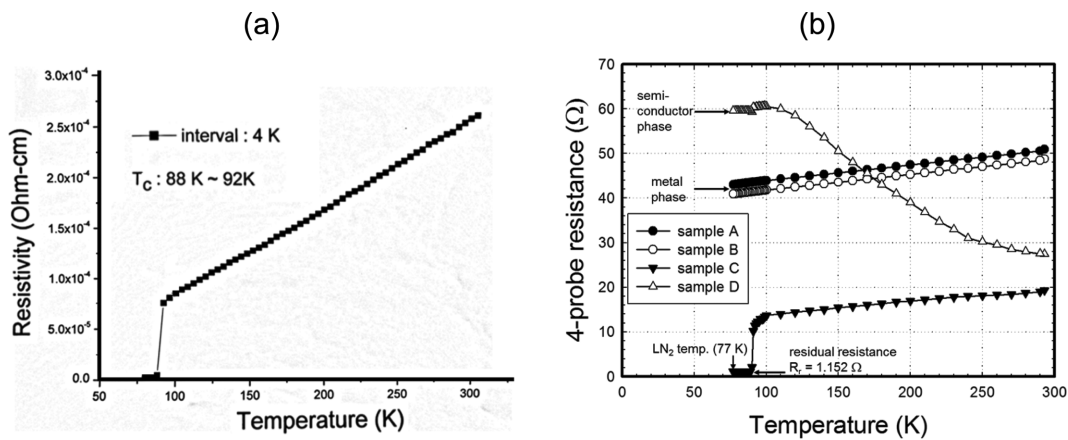 (a)
(b)
3.0x10⁻⁴
2.5x10⁻⁴
2.0x10⁻⁴
1.5x10⁻⁴
1.0x10⁻⁴
5.0x10⁻⁵
0.0
Resistivity (Ohm-cm)
interval : 4 K
T_C : 88 K ~ 92K
50 100 150 200 250 300
Temperature (K)
70
60
50
40
30
20
10
0
4-probe resistance (Ω)
semi-
conductor
phase
metal
phase
sample A
sample B
sample C
sample D
LN₂ temp. (77 K)
residual resistance
R_r = 1.152 Ω
0 50 100 150 200 250 300
Temperature (K)